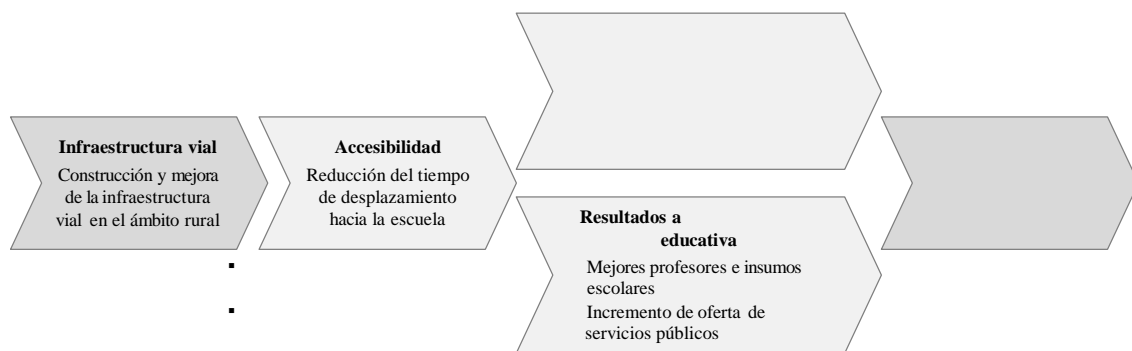 Infraestructura vial
Construcción y mejora
de la infraestructura
vial en el ámbito rural
Accesibilidad
Reducción del tiempo
de desplazamiento
hacia la escuela
Resultados a
educativa
Mejores profesores e insumos
escolares
Incremento de oferta de
servicios públicos